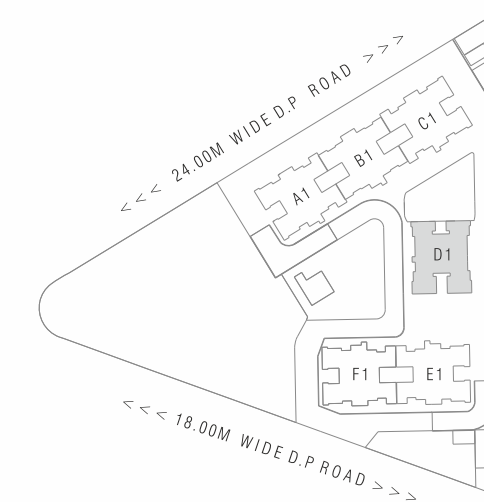 <<< 24.00M WIDE D.P ROAD >>>
C1
B1
A1
D1
F1
E1
<<< 18.00M WIDE D.P ROAD >>>